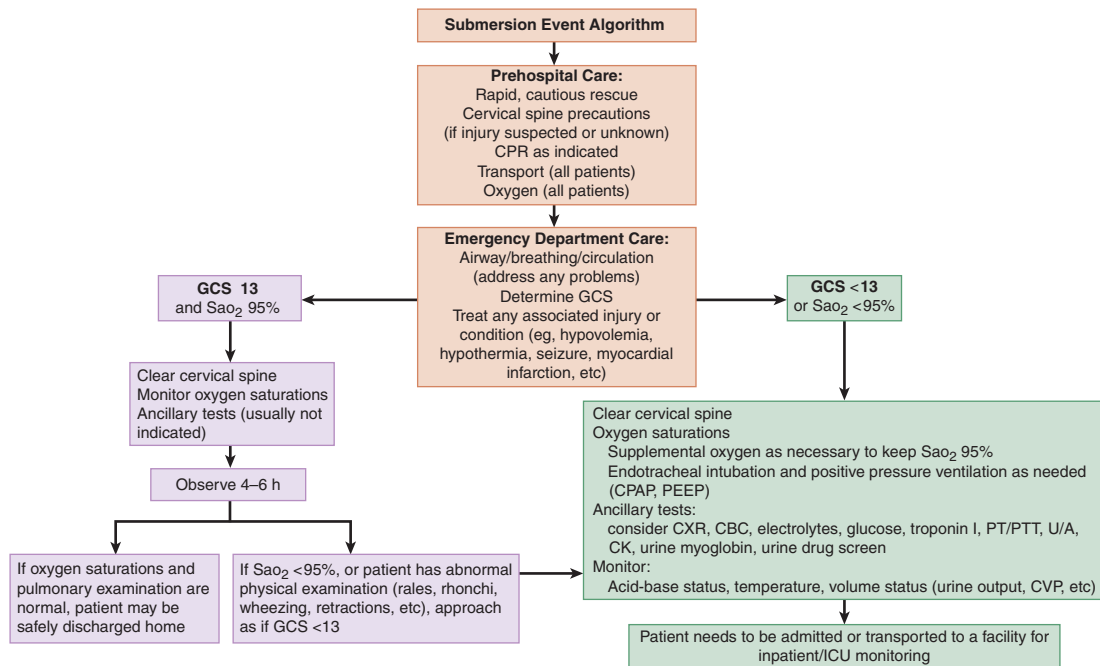 Submersion Event Algorithm
Prehospital Care:
Rapid, cautious rescue
Cervical spine precautions
(if injury suspected or unknown)
CPR as indicated
Transport (all patients)
Oxygen (all patients)
Emergency Department Care:
Airway/breathing/circulation
(address any problems)
Determine GCS
Treat any associated injury or
condition (eg, hypovolemia,
hypothermia, seizure, myocardial
infarction, etc)
GCS 13
and Sao₂ 95%
GCS <13
or Sao₂ <95%
Clear cervical spine
Monitor oxygen saturations
Ancillary tests (usually not
indicated)
Observe 4–6 h
If oxygen saturations and
pulmonary examination are
normal, patient may be
safely discharged home
If Sao₂ <95%, or patient has abnormal
physical examination (rales, rhonchi,
wheezing, retractions, etc), approach
as if GCS <13
Clear cervical spine
Oxygen saturations
Supplemental oxygen as necessary to keep Sao₂ 95%
Endotracheal intubation and positive pressure ventilation as needed
(CPAP, PEEP)
Ancillary tests:
consider CXR, CBC, electrolytes, glucose, troponin I, PT/PTT, U/A,
CK, urine myoglobin, urine drug screen
Monitor:
Acid-base status, temperature, volume status (urine output, CVP, etc)
Patient needs to be admitted or transported to a facility for
inpatient/ICU monitoring